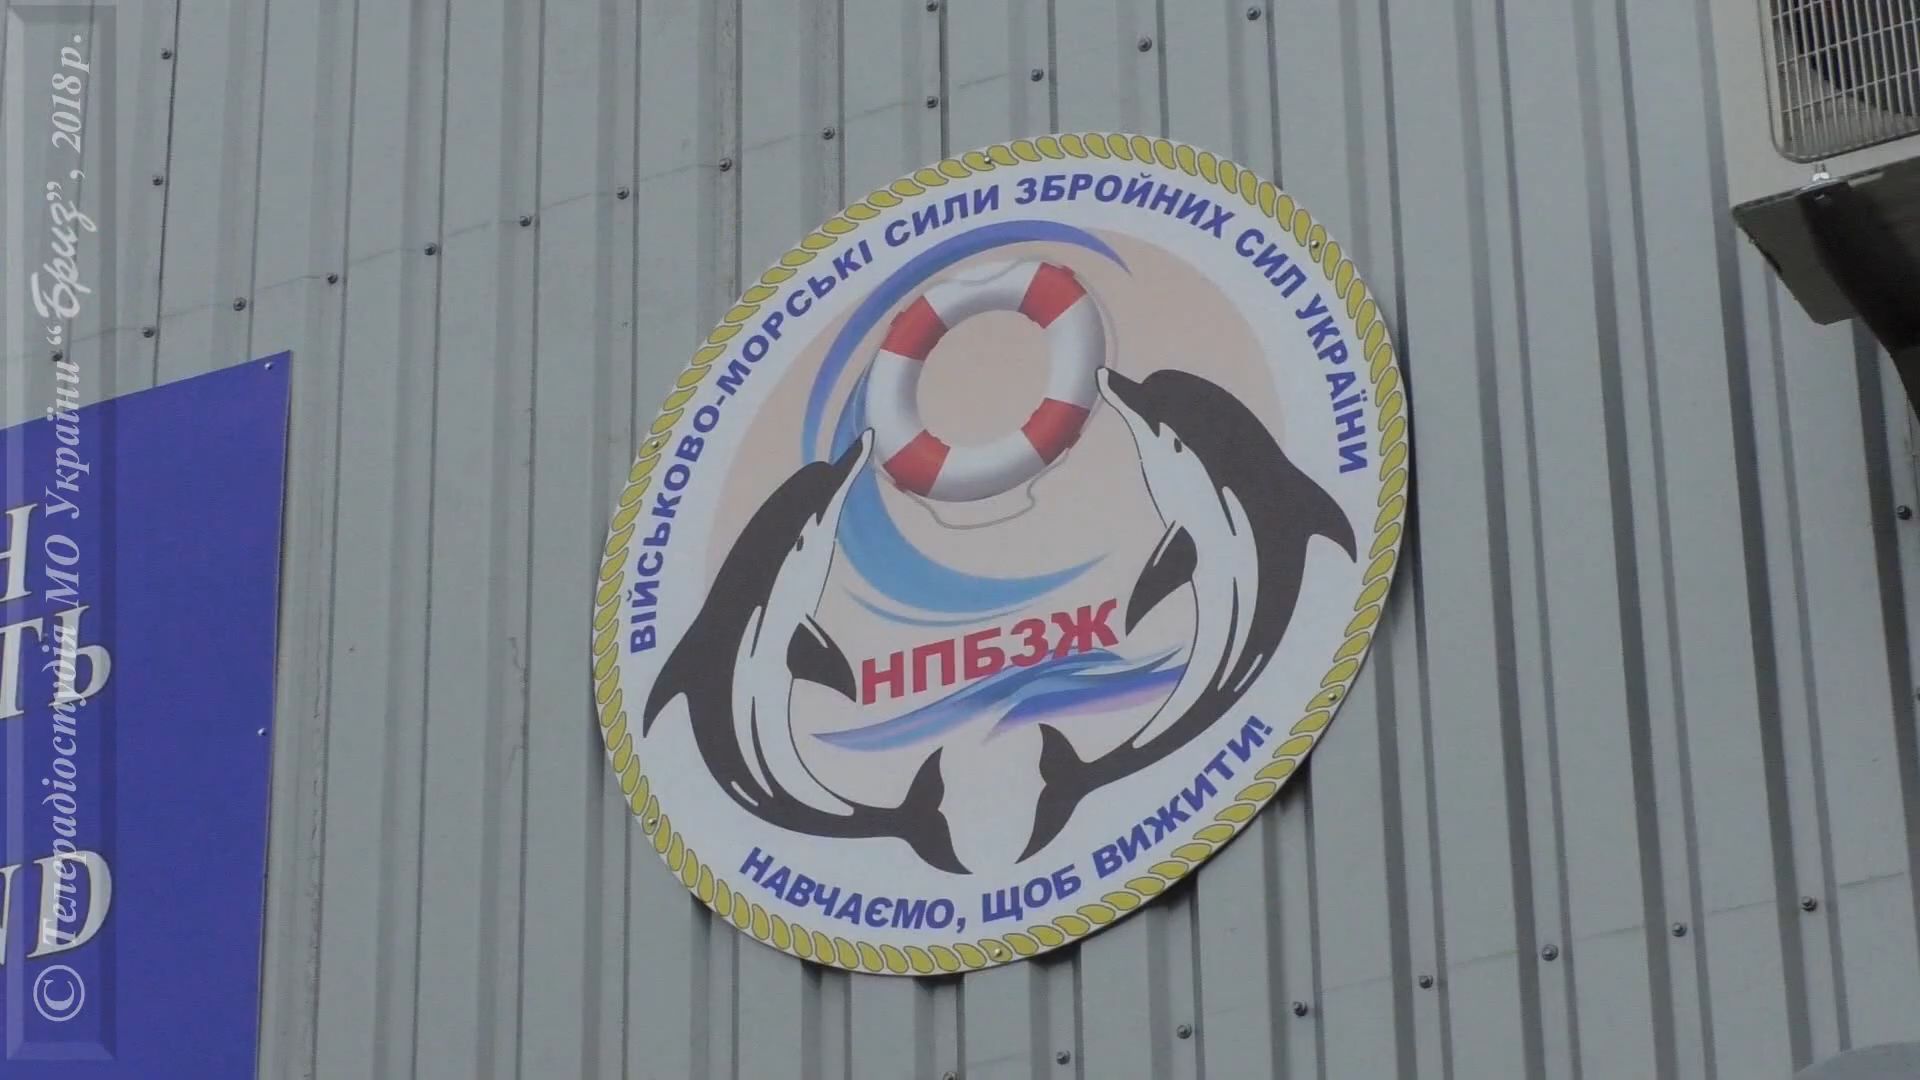 © Телерадіостудія МО України “Бриз”, 2018р.
ВІЙСЬКОВО-МОРСЬКІ СИЛИ ЗБРОЙНИХ СИЛ УКРАЇНИ
НПБЗЖ
НАВЧАЄМО, ЩОБ ВИЖИТИ!